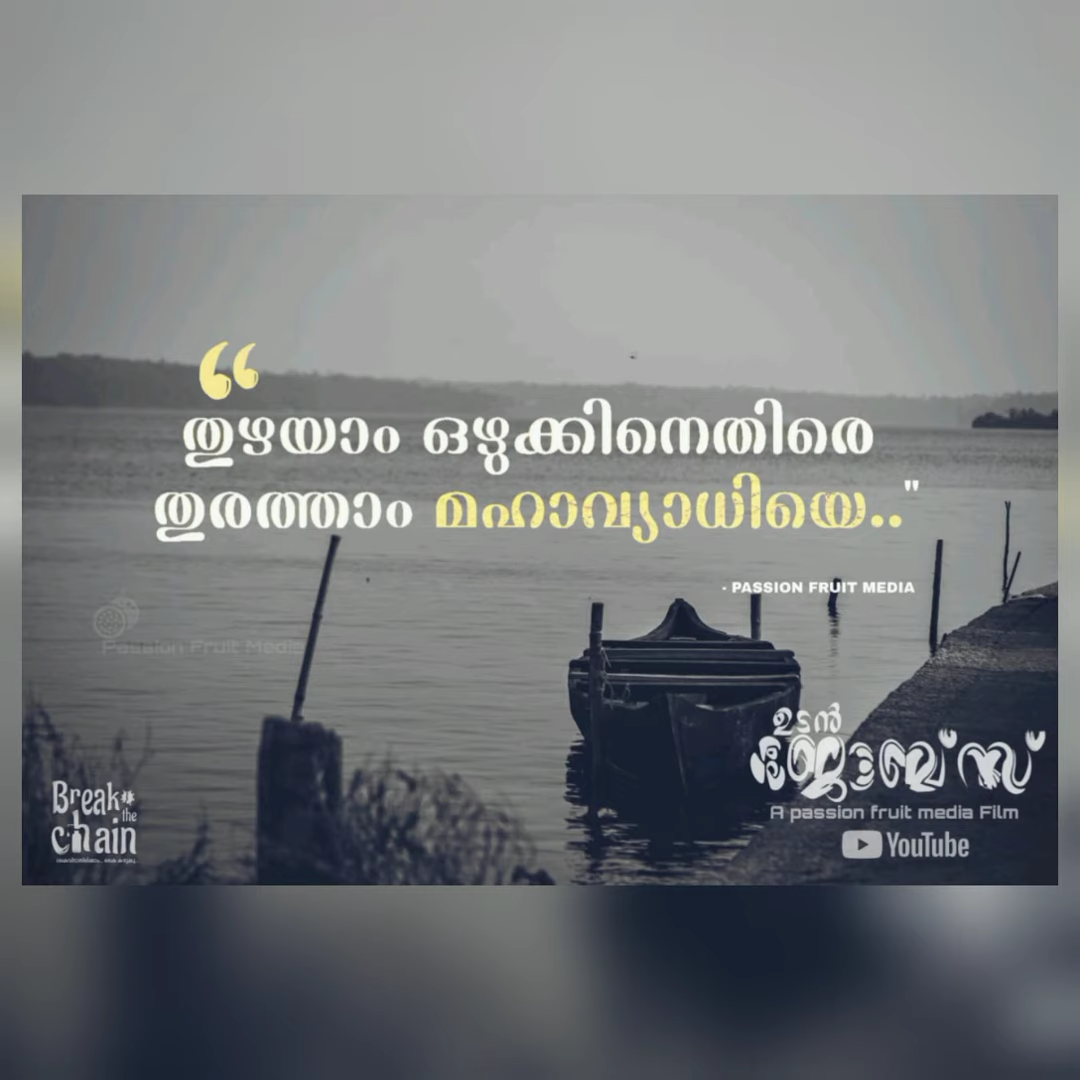 “
തുഴയാം ഒഴുക്കിനെതിരെ
തുരത്താം മഹാവ്യാധിയെ.."
- PASSION FRUIT MEDIA
Passion Fruit Media
ഉടൻ
A passion fruit media Film
YouTube
Break
the
chain